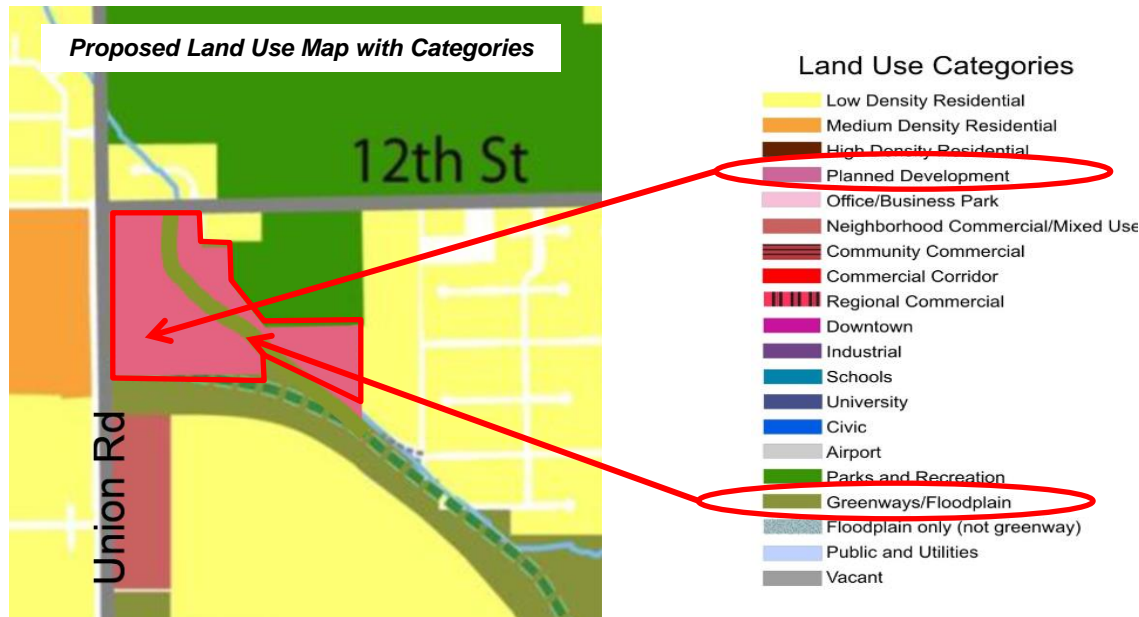 Proposed Land Use Map with Categories
12th St
Union Rd
Land Use Categories
Low Density Residential
Medium Density Residential
High Density Residential
Planned Development
Office/Business Park
Neighborhood Commercial/Mixed Use
Community Commercial
Commercial Corridor
Regional Commercial
Downtown
Industrial
Schools
University
Civic
Airport
Parks and Recreation
Greenways/Floodplain
Floodplain only (not greenway)
Public and Utilities
Vacant